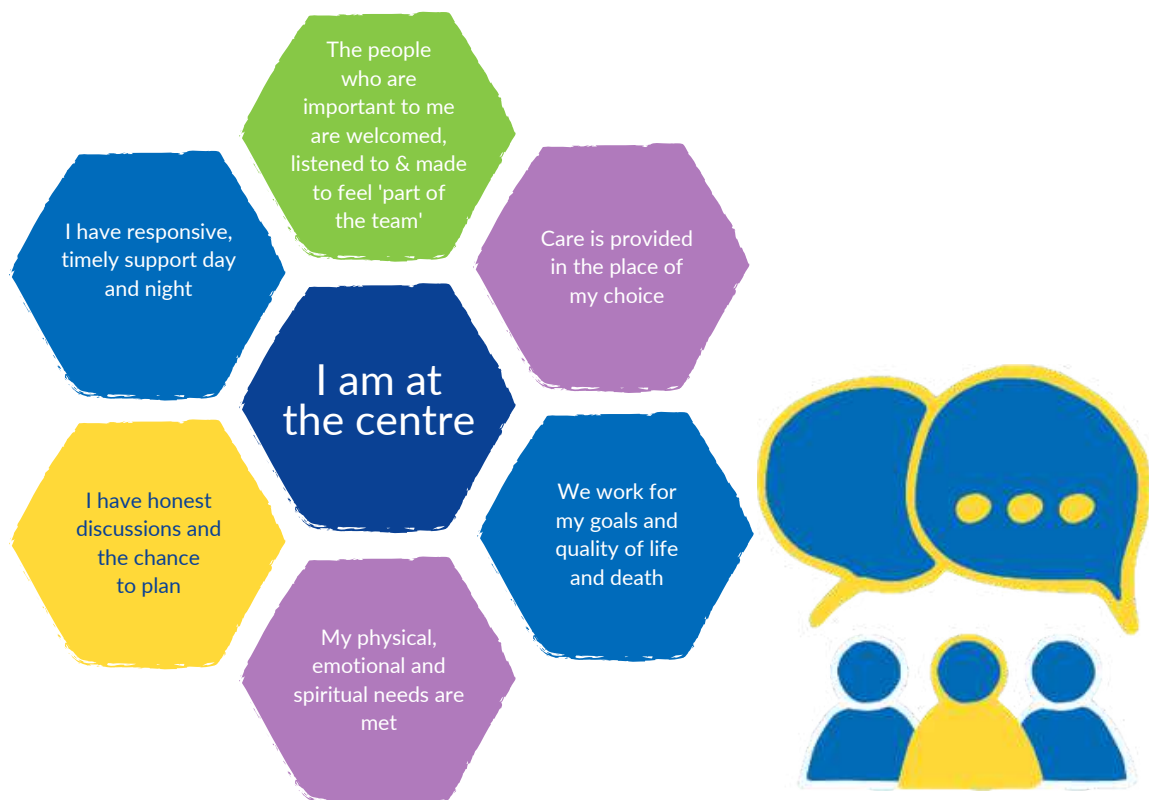 The people
who are
important to me
are welcomed,
listened to & made
to feel 'part of
the team'
I have responsive,
timely support day
and night
Care is provided
in the place of
my choice
I am at
the centre
I have honest
discussions and
the chance
to plan
We work for
my goals and
quality of life
and death
My physical,
emotional and
spiritual needs are
met